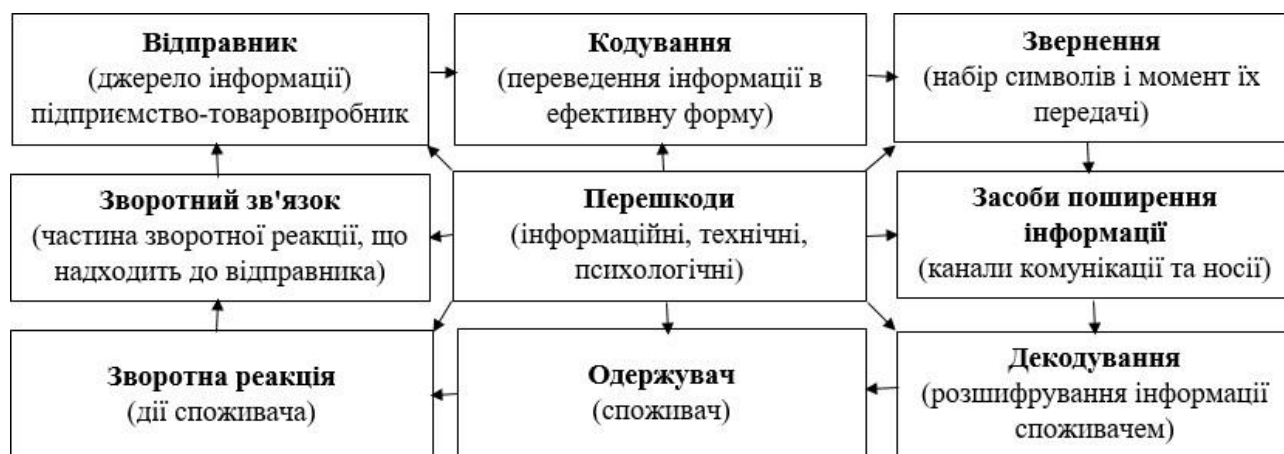 Відправник
(джерело інформації)
підприємство-товаровиробник
Кодування
(переведення інформації в
ефективну форму)
Звернення
(набір символів і момент їх
передачі)
Зворотний зв'язок
(частина зворотної реакції, що
надходить до відправника)
Перешкоди
(інформаційні, технічні,
психологічні)
Засоби поширення
інформації
(канали комунікації та носії)
Зворотна реакція
(дії споживача)
Одержувач
(споживач)
Декодування
(розшифрування інформації
споживачем)